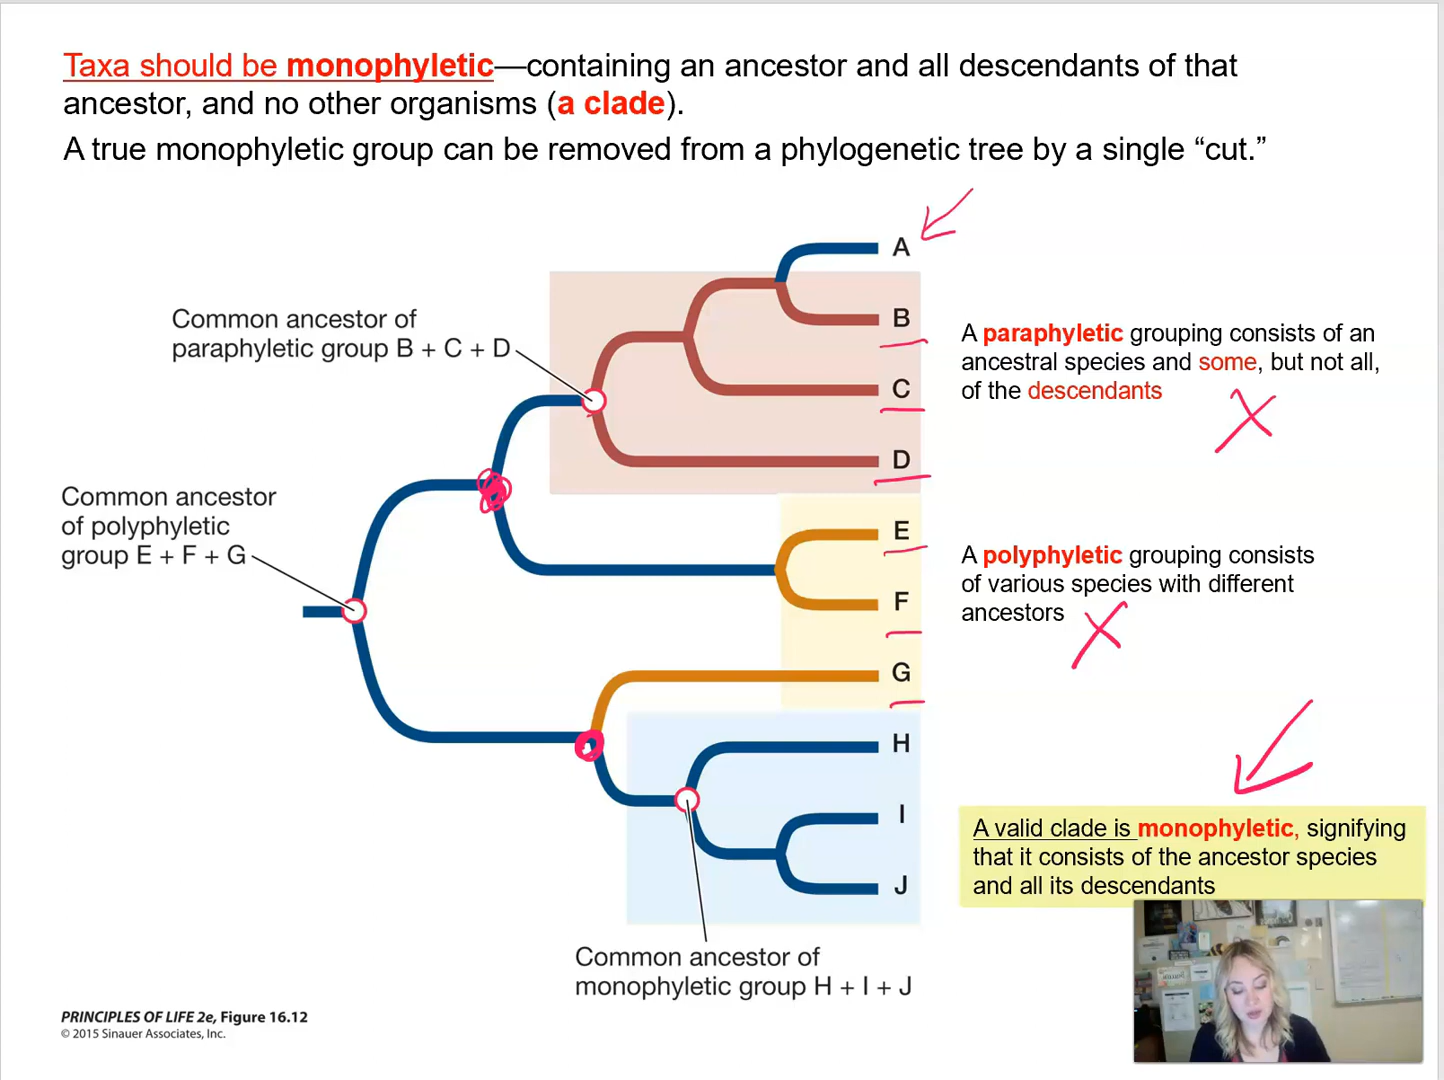 Taxa should be monophyletic—containing an ancestor and all descendants of that
ancestor, and no other organisms (a clade).
A true monophyletic group can be removed from a phylogenetic tree by a single “cut.”
A
B
C
D
E
F
G
H
I
J
Common ancestor of
paraphyletic group B + C + D
Common ancestor
of polyphyletic
group E + F + G
Common ancestor of
monophyletic group H + I + J
A paraphyletic grouping consists of an
ancestral species and some, but not all,
of the descendants
A polyphyletic grouping consists
of various species with different
ancestors
A valid clade is monophyletic, signifying
that it consists of the ancestor species
and all its descendants
PRINCIPLES OF LIFE 2e, Figure 16.12
© 2015 Sinauer Associates, Inc.